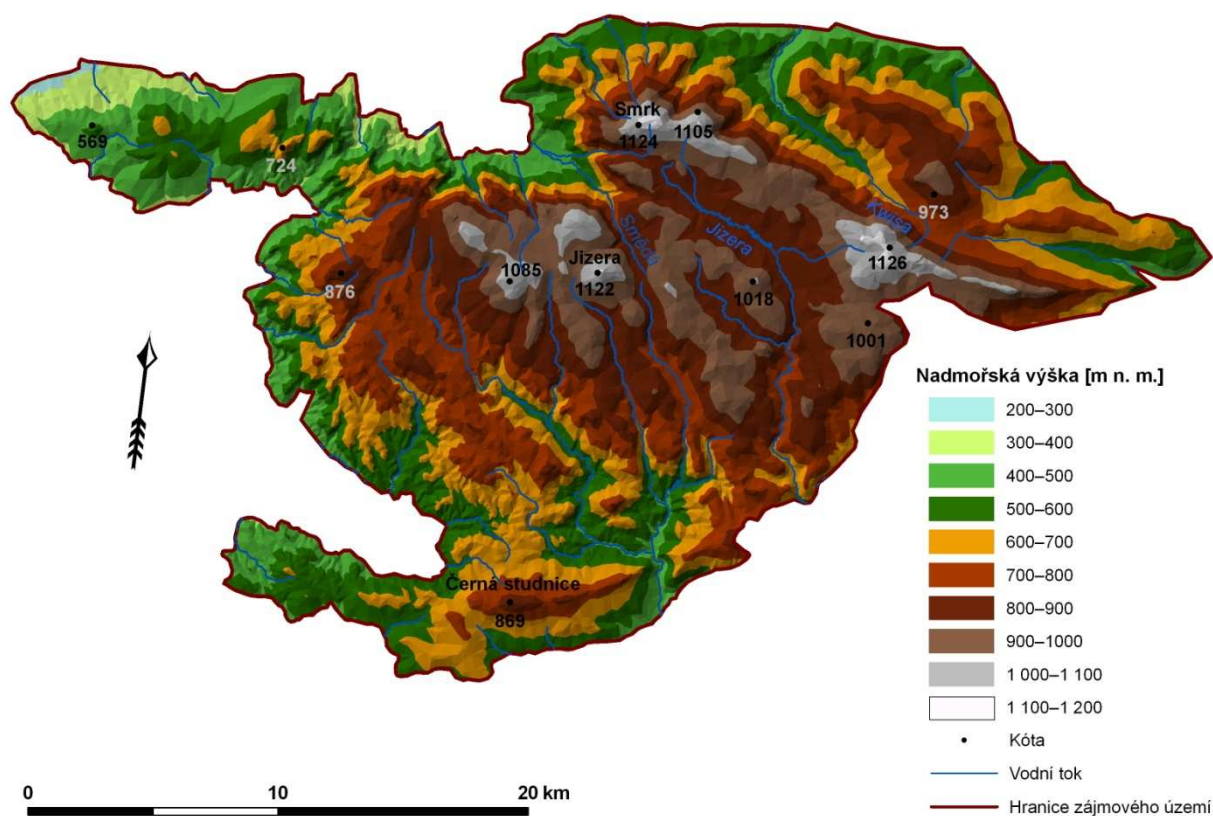 Smrk
1105
1124
569
724
Kwisa
973
Smědá
Jizera
1085
Jizera
1122
1126
1018
876
1001
Nadmořská výška [m n. m.]
200–300
300–400
400–500
500–600
600–700
700–800
800–900
900–1000
1 000–1 100
1 100–1 200
Kóta
Vodní tok
Hranice zájmového území
Černá studnice
869
0 10 20 km